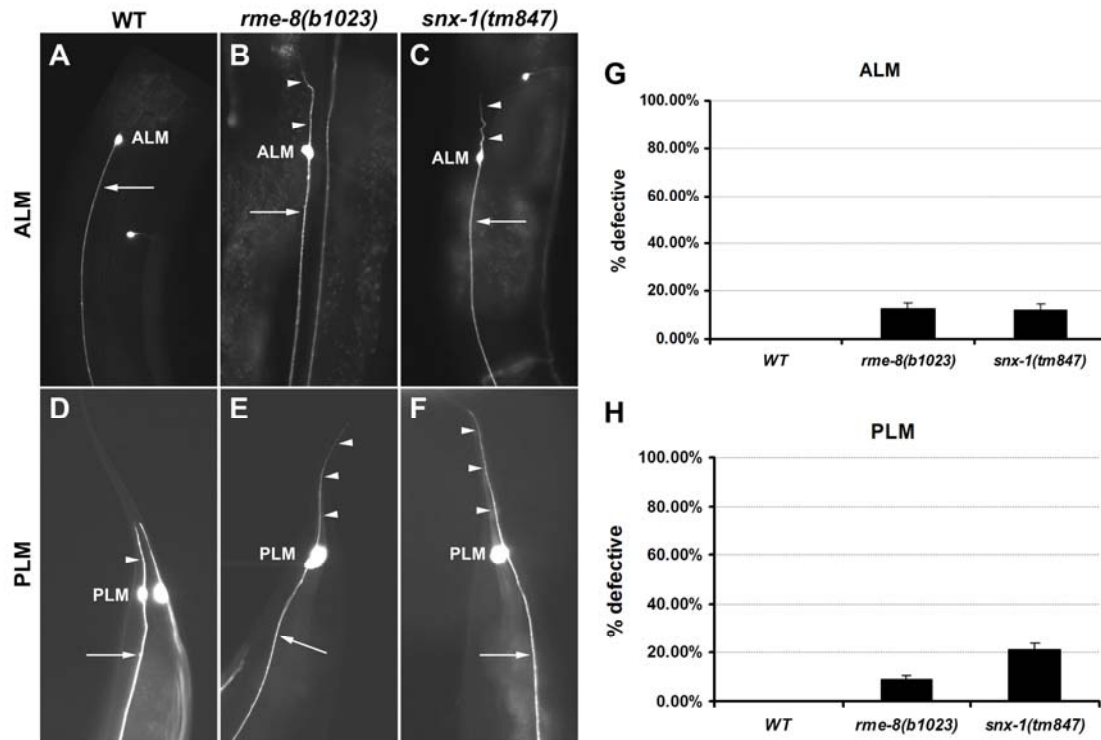 WT
rme-8(b1023)
snx-1(tm847)
ALM
A
ALM
B
ALM
C
ALM
PLM
D
PLM
E
PLM
F
PLM
G
ALM
% defective
100.00%
80.00%
60.00%
40.00%
20.00%
0.00%
WT
rme-8(b1023)
snx-1(tm847)
H
PLM
% defective
100.00%
80.00%
60.00%
40.00%
20.00%
0.00%
WT
rme-8(b1023)
snx-1(tm847)